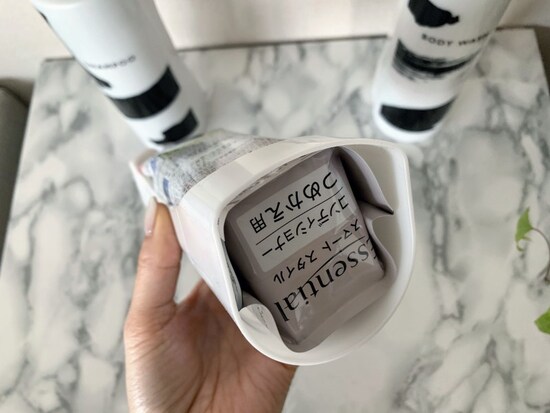 SHAMPOO
BODY WASH
Essential
スマート スタイル
コンディショナー
つめかえ用